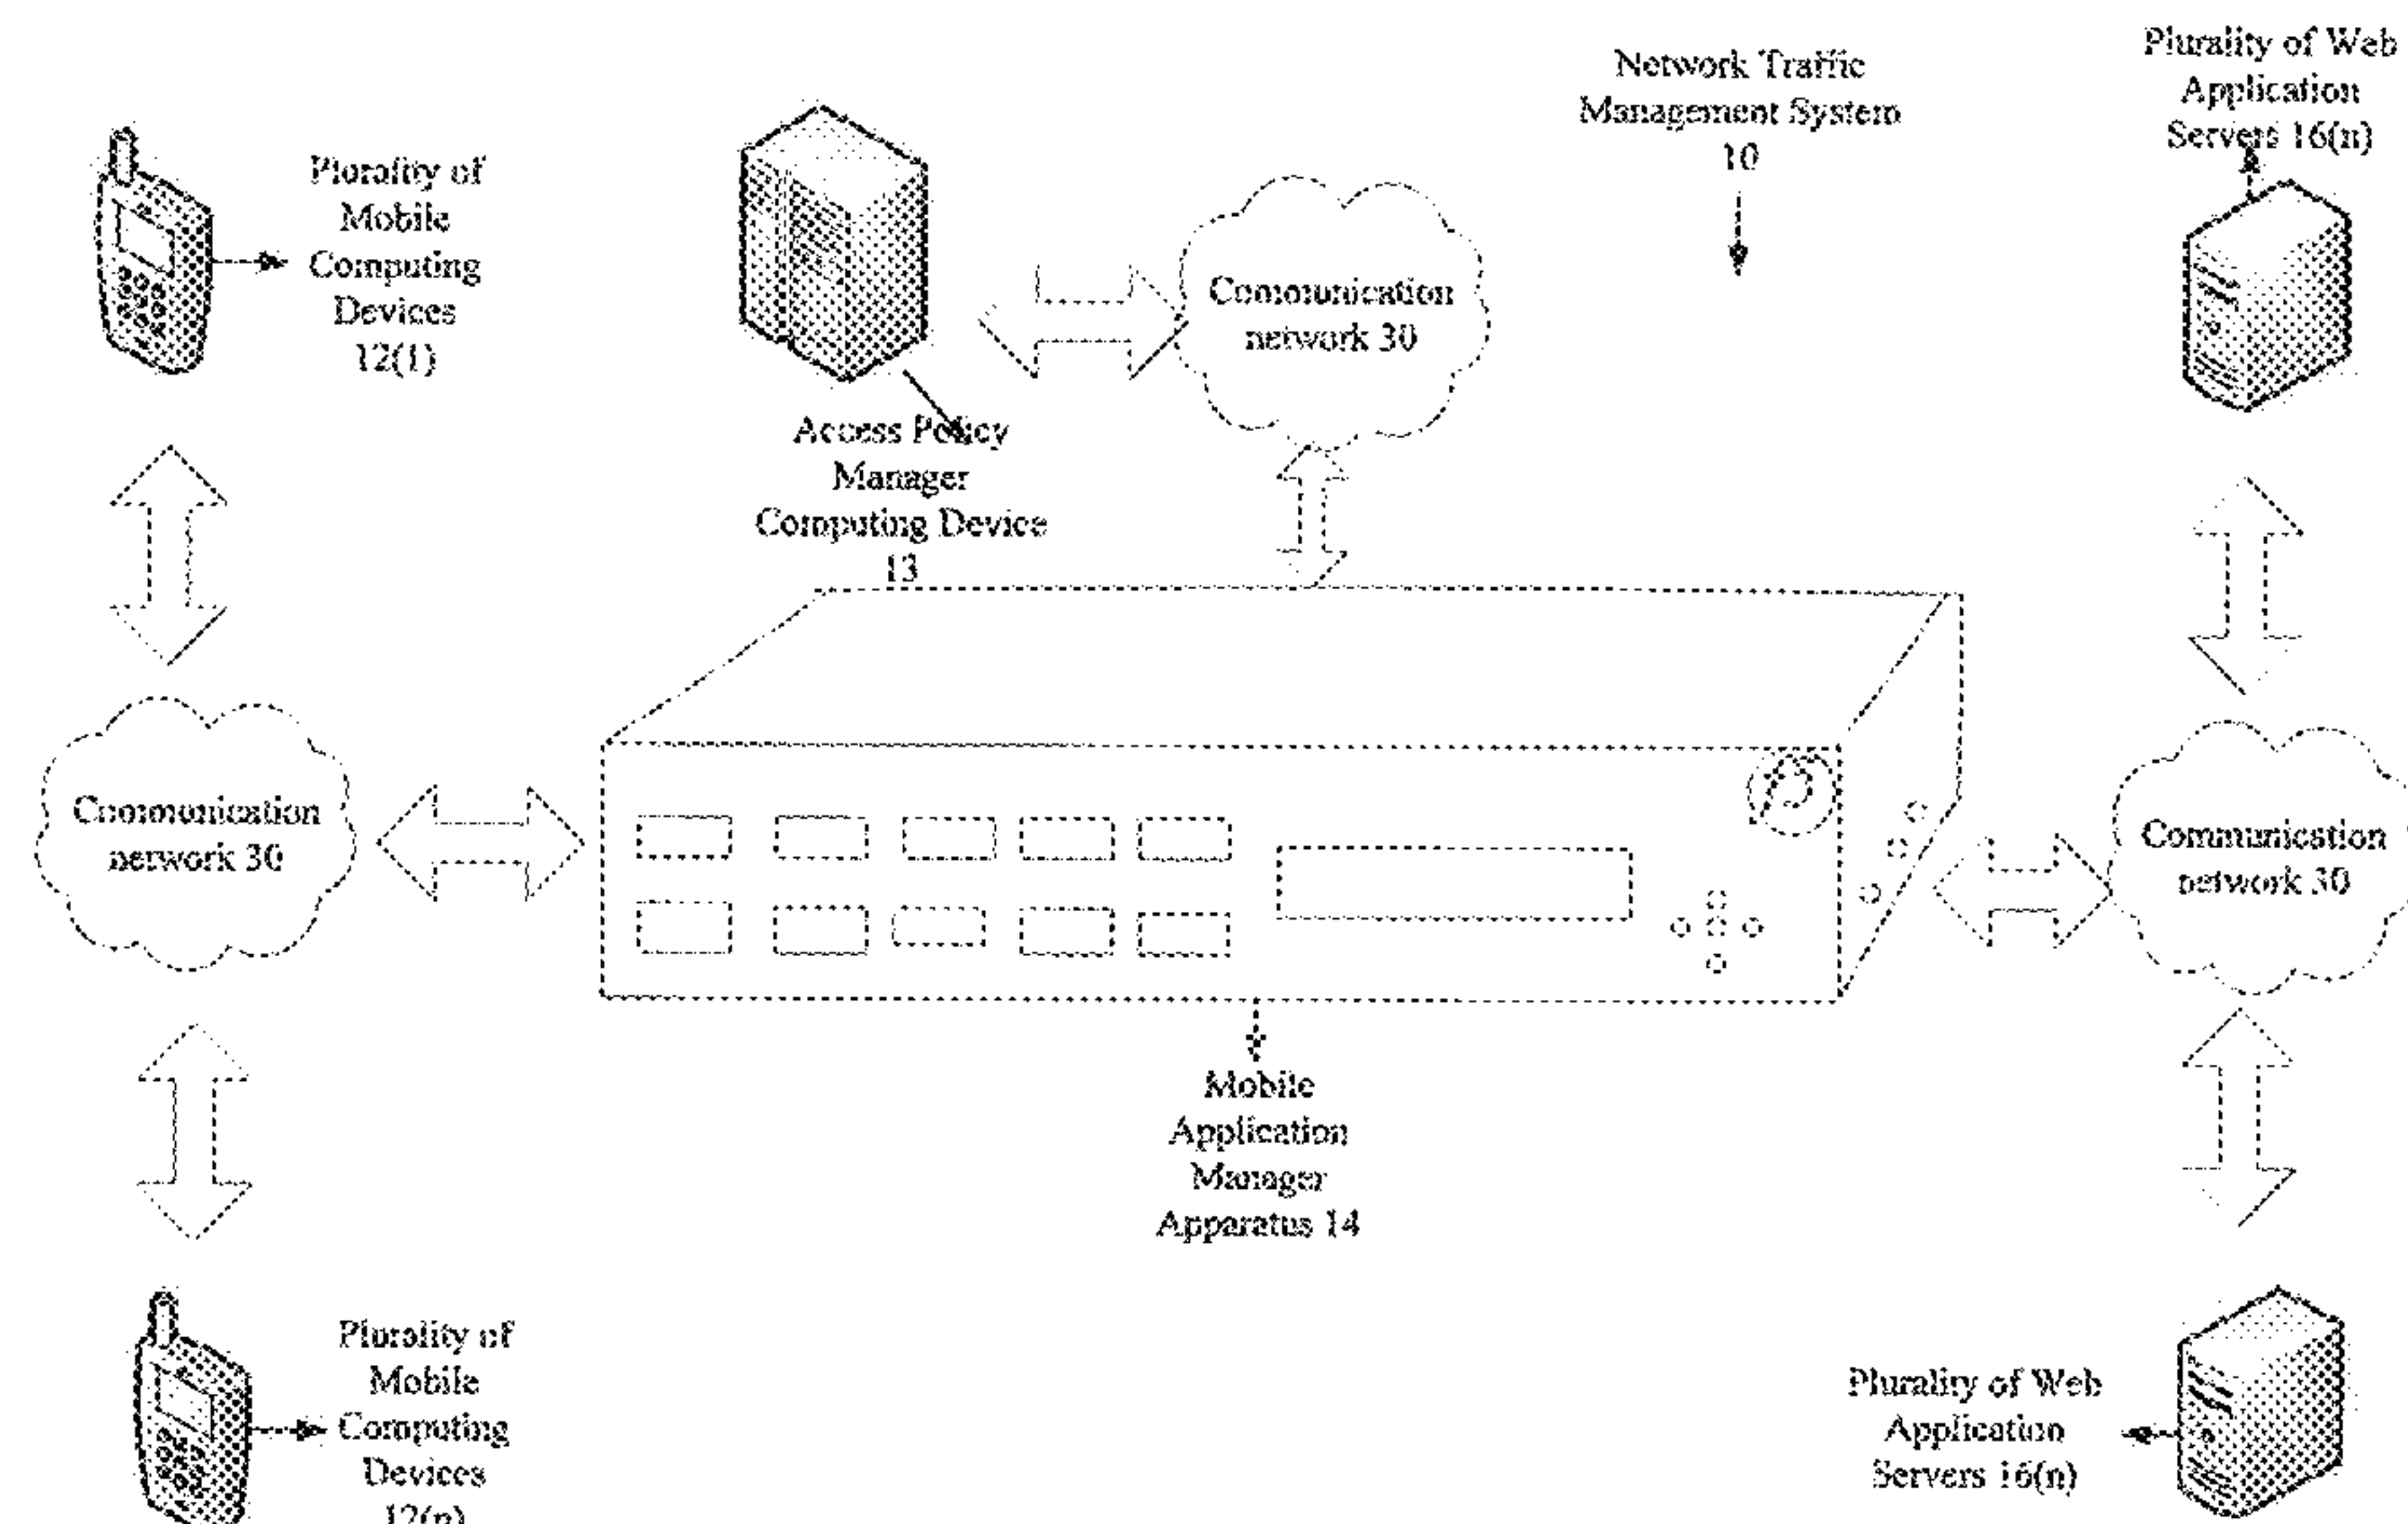 Network Traffic
Management System
10
Plurality of Web
Application
Servers 16(n)
Plurality of
Mobile
Computing
Devices
12(1)
Communication
network 30
Access Policy
Manager
Computing Device
13
Communication
network 30
Communication
network 30
Mobile
Application
Manager
Apparatus 14
Plurality of
Mobile
Computing
Devices
12(n)
Plurality of Web
Application
Servers 16(n)